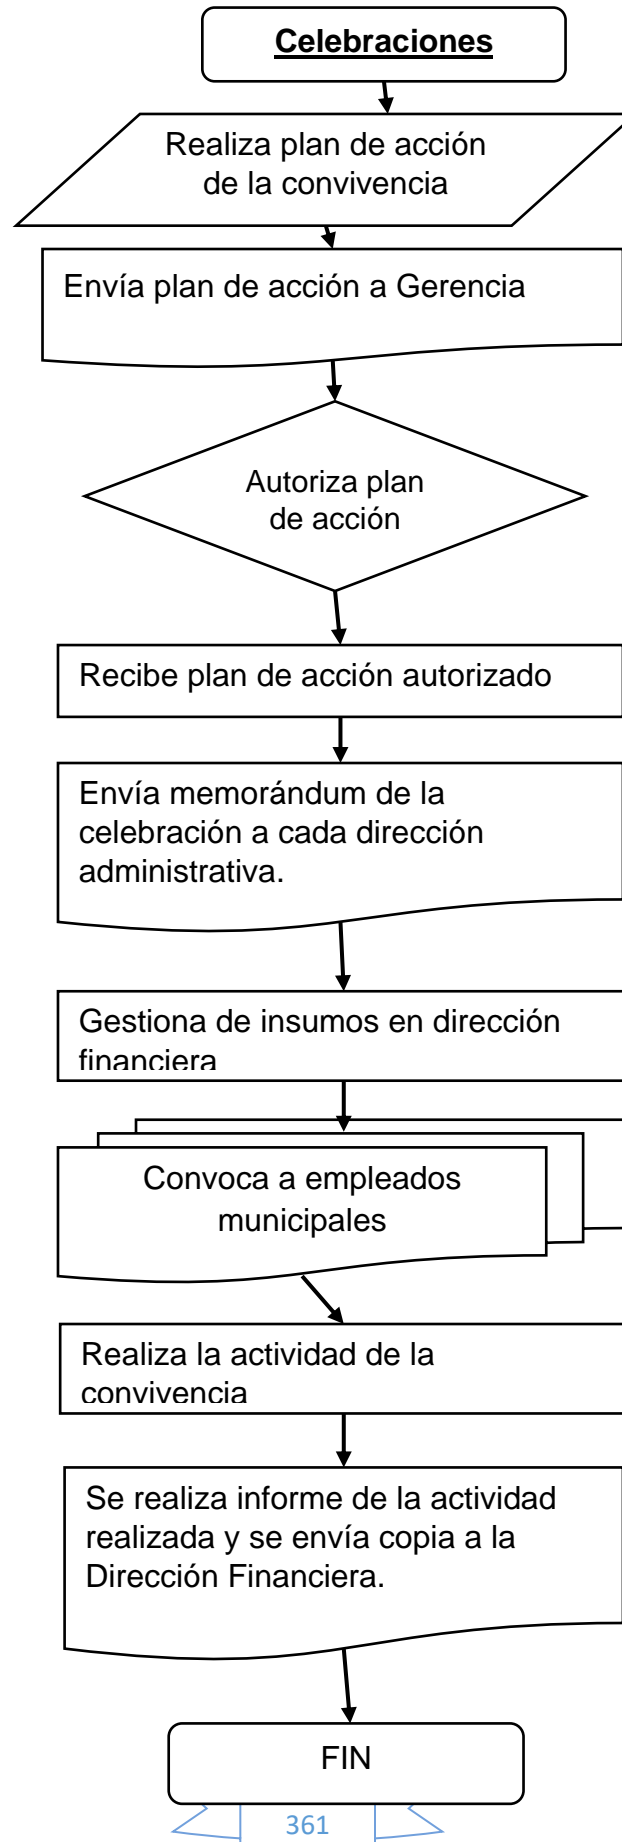 Celebraciones
Realiza plan de acción
de la convivencia
Envía plan de acción a Gerencia
Autoriza plan
de acción
Recibe plan de acción autorizado
Envía memorándum de la
celebración a cada dirección
administrativa.
Gestiona de insumos en dirección
financiera
Convoca a empleados
municipales
Realiza la actividad de la
convivencia
Se realiza informe de la actividad
realizada y se envía copia a la
Dirección Financiera.
FIN
361